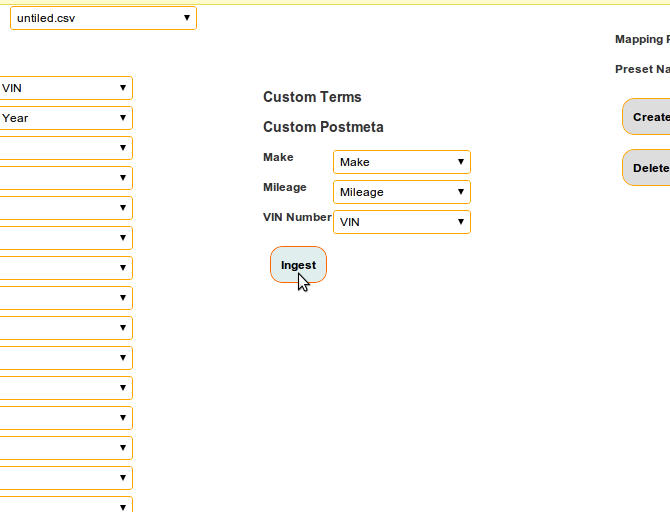 untiled.csv
VIN
Year
Custom Terms
Custom Postmeta
Make Make
Mileage Mileage
VIN Number VIN
Ingest
Mapping
Preset
Create
Delete